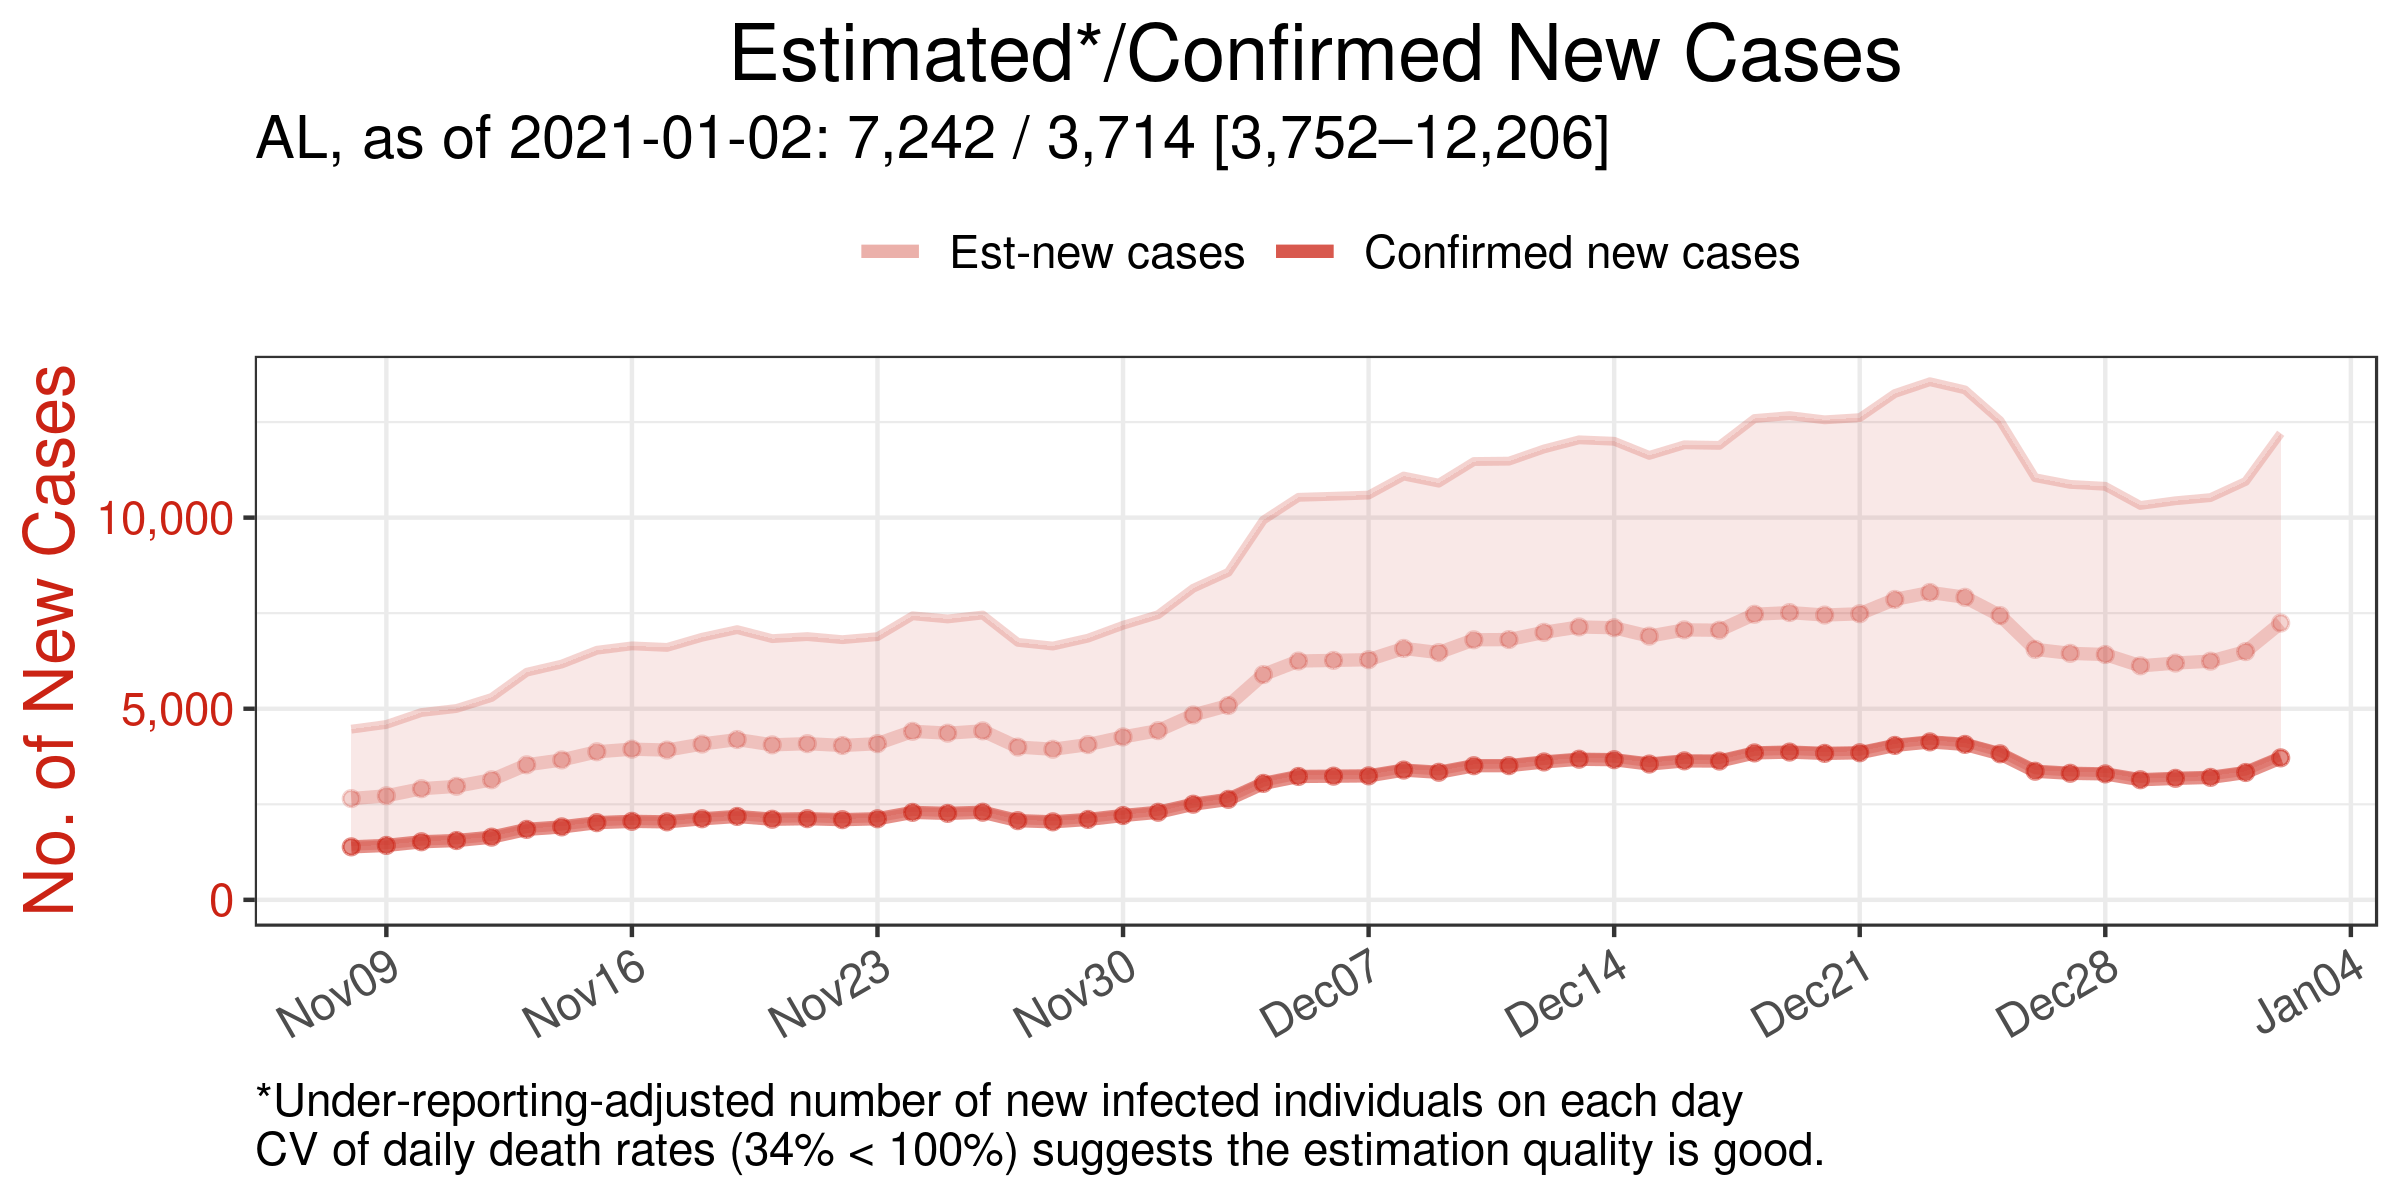 Estimated*/Confirmed New Cases
AL, as of 2021-01-02: 7,242 / 3,714 [3,752–12,206]
Est-new cases
Confirmed new cases
No. of New Cases
10,000
5,000
0
Nov09
Nov16
Nov23
Nov30
Dec07
Dec14
Dec21
Dec28
Jan04
*Under-reporting-adjusted number of new infected individuals on each day
CV of daily death rates (34% < 100%) suggests the estimation quality is good.